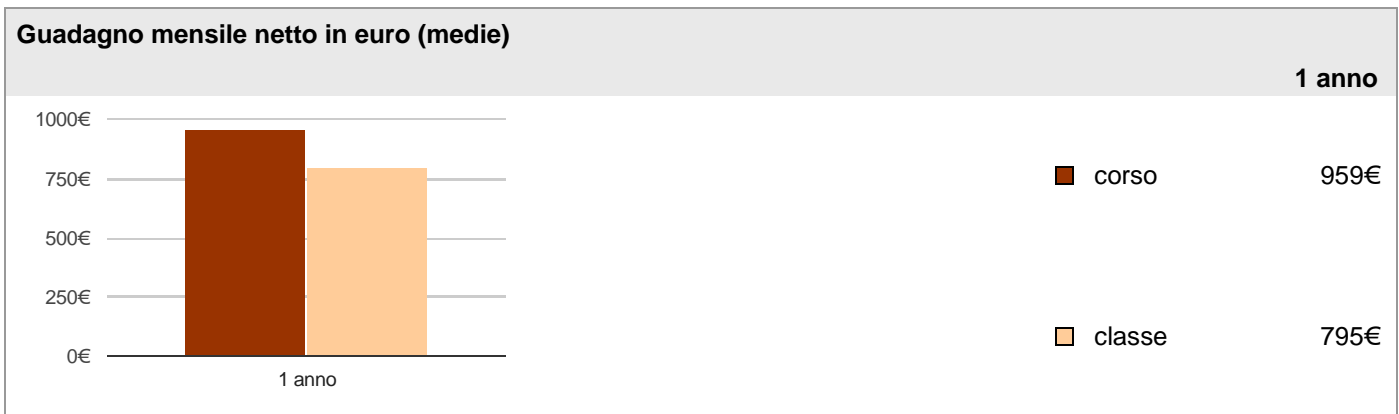 Guadagno mensile netto in euro (medie)
1 anno
1000€
750€
500€
250€
0€
1 anno
corso 959€
classe 795€